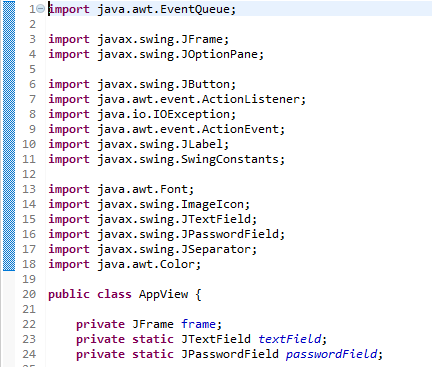 1 import java.awt.EventQueue;
2
3 import javax.swing.JFrame;
4 import javax.swing.JOptionPane;
5
6 import javax.swing.JButton;
7 import java.awt.event.ActionListener;
8 import java.io.IOException;
9 import java.awt.event.ActionEvent;
10 import javax.swing.JLabel;
11 import javax.swing.SwingConstants;
12
13 import java.awt.Font;
14 import javax.swing.ImageIcon;
15 import javax.swing.JTextField;
16 import javax.swing.JPasswordField;
17 import javax.swing.JSeparator;
18 import java.awt.Color;
19
20 public class AppView {
21
22     private JFrame frame;
23     private static JTextField textField;
24     private static JPasswordField passwordField;